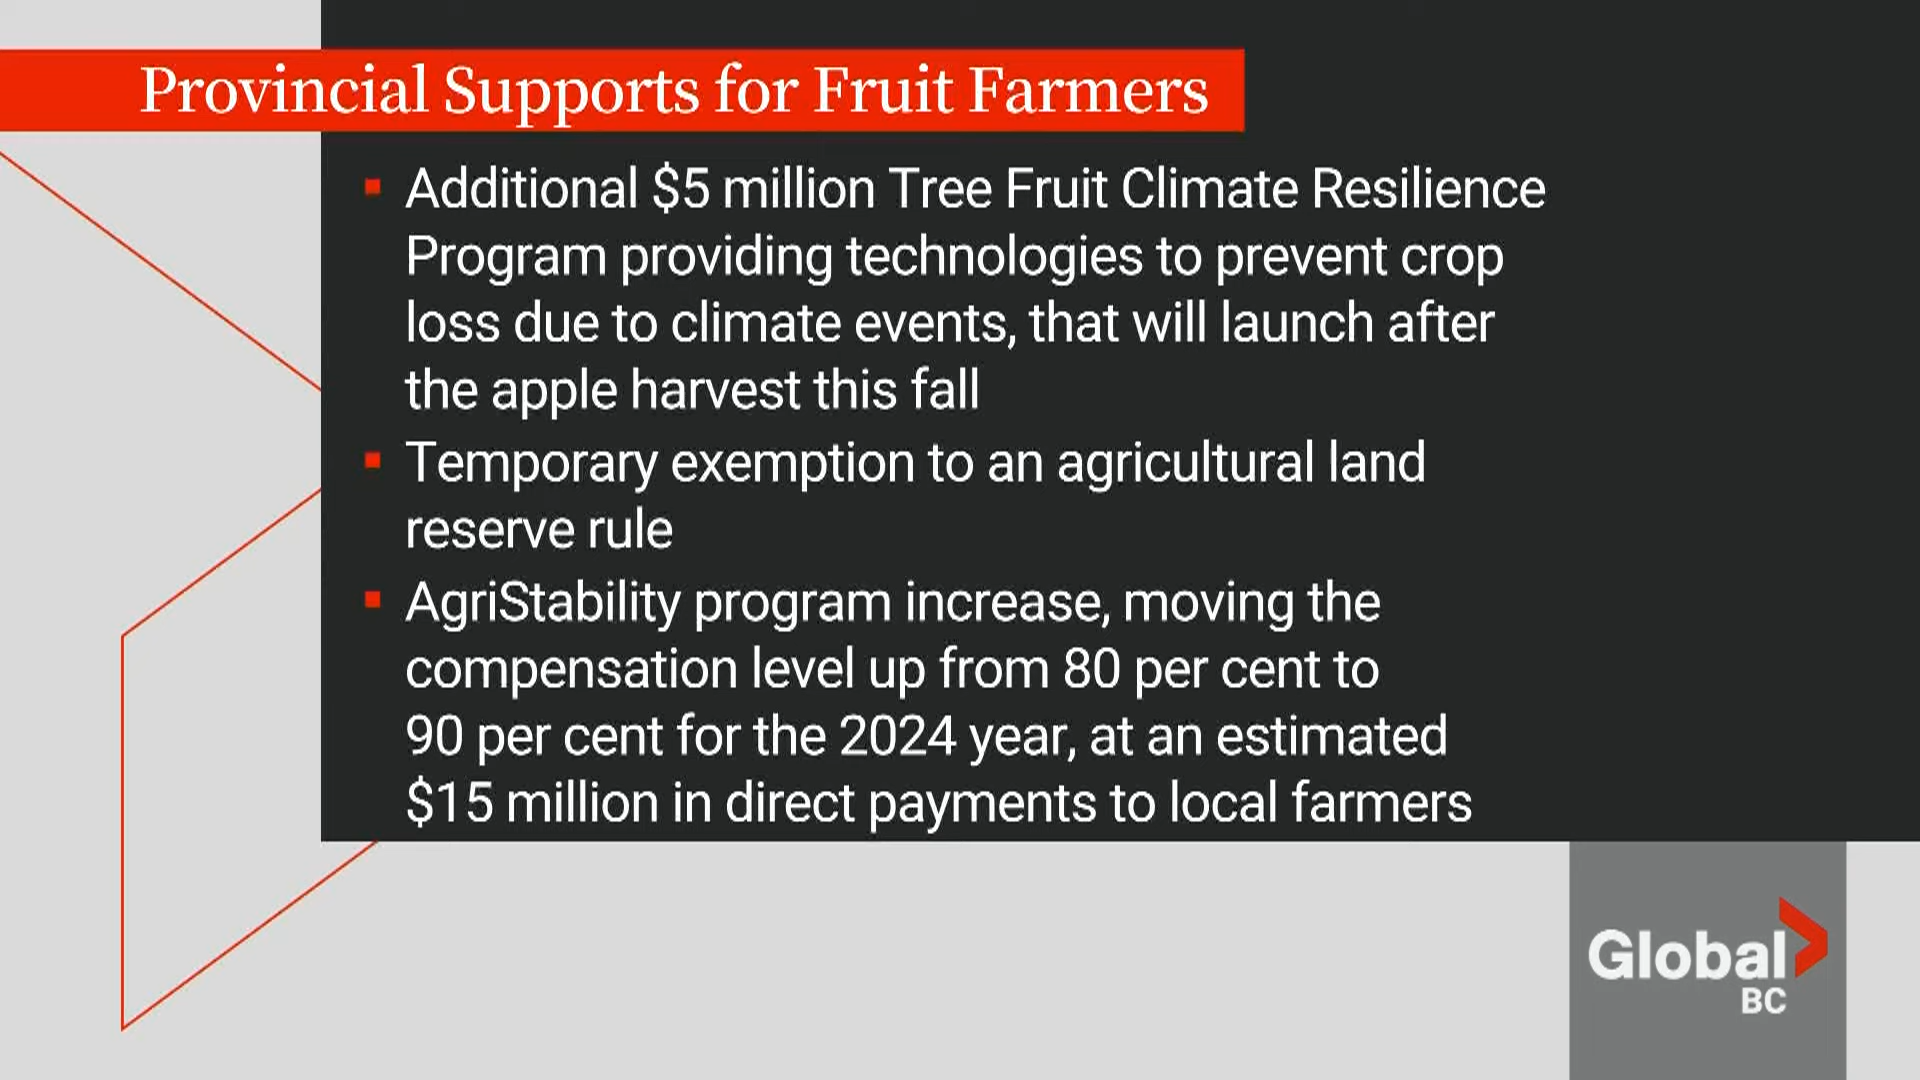 Provincial Supports for Fruit Farmers
Additional $5 million Tree Fruit Climate Resilience
Program providing technologies to prevent crop
loss due to climate events, that will launch after
the apple harvest this fall
Temporary exemption to an agricultural land
reserve rule
AgriStability program increase, moving the
compensation level up from 80 per cent to
90 per cent for the 2024 year, at an estimated
$15 million in direct payments to local farmers
Global
BC